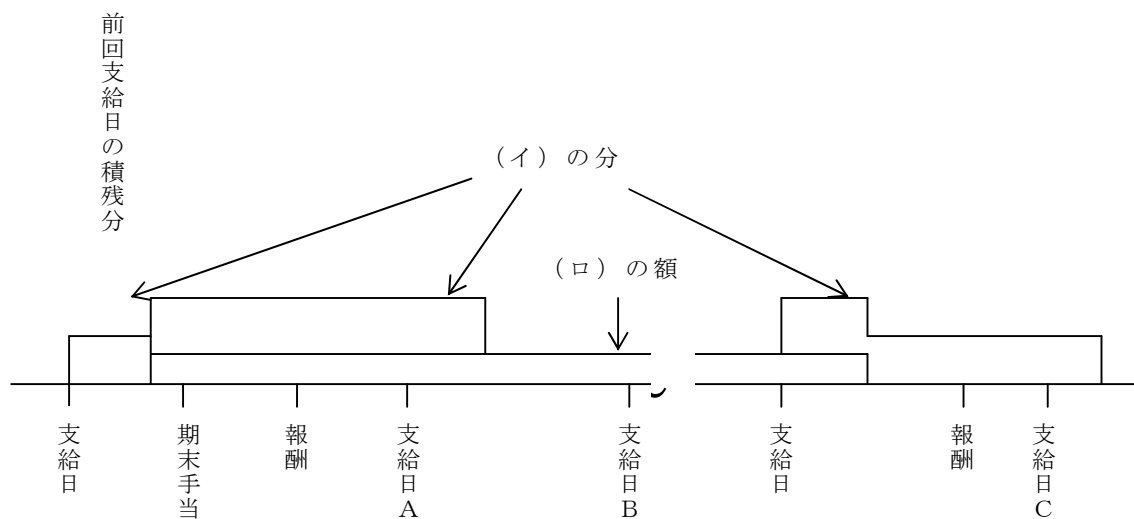 前回支給日の積残分
（イ）の分
（ロ）の額
支給日
期末手当
報酬
支給日A
支給日B
支給日
報酬
支給日C